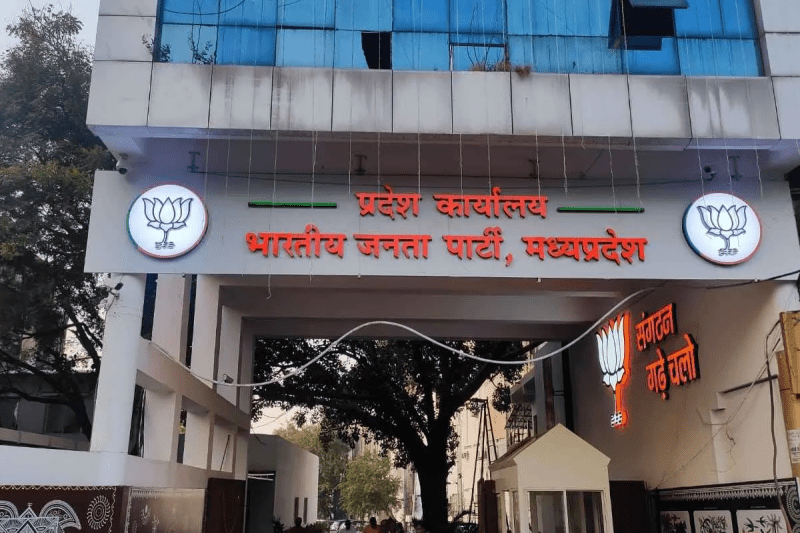 प्रदेश कार्यालय
भारतीय जनता पार्टी, मध्यप्रदेश
संगठन
गढ़े चलो